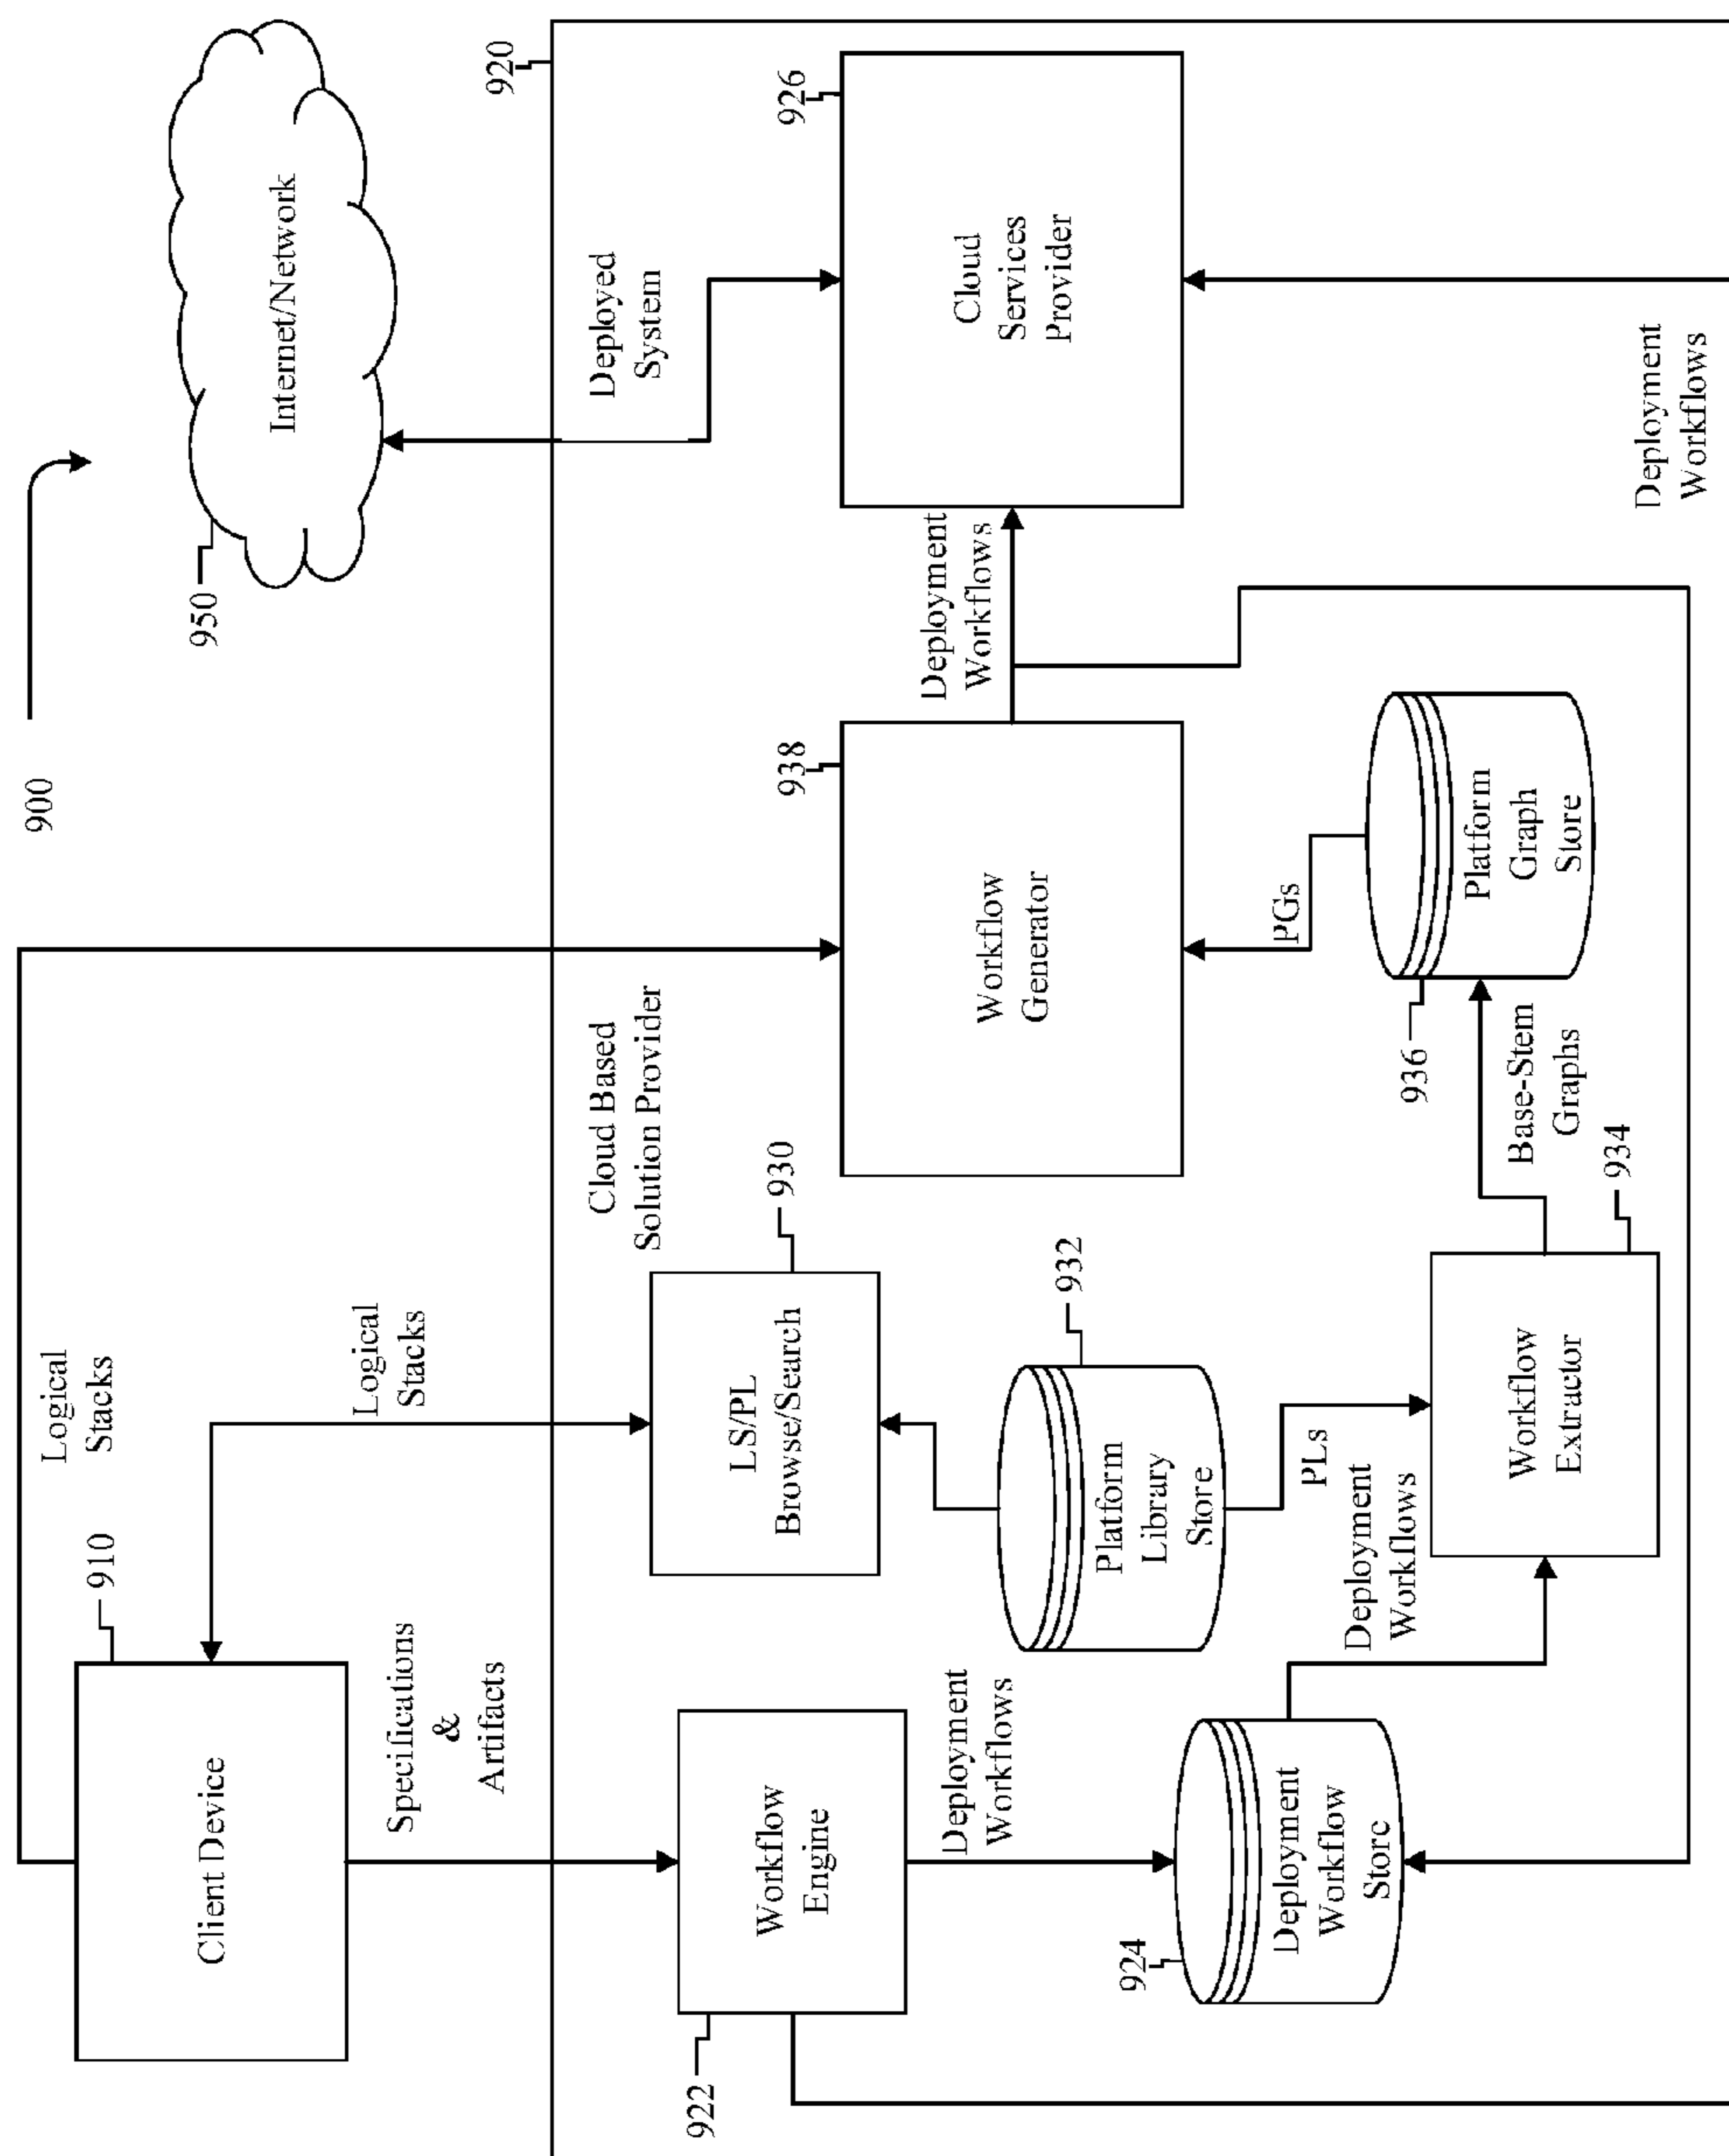 900
Logical
Stacks
910
Client Device
Logical
Stacks
Specifications
&
Artifacts
950
Internet/Network
920
Cloud Based
Solution Provider
Deployed
System
922
Workflow
Engine
LS/PL
Browse/Search
930
938
Workflow
Generator
926
Cloud
Services
Provider
Deployment
Workflows
Deployment
Workflows
932
Platform
Library
Store
924
Deployment
Workflow
Store
PLs
Deployment
Workflows
PGs
936
Platform
Graph
Store
Workflow
Extractor
934
Base-Stem
Graphs
Deployment
Workflows